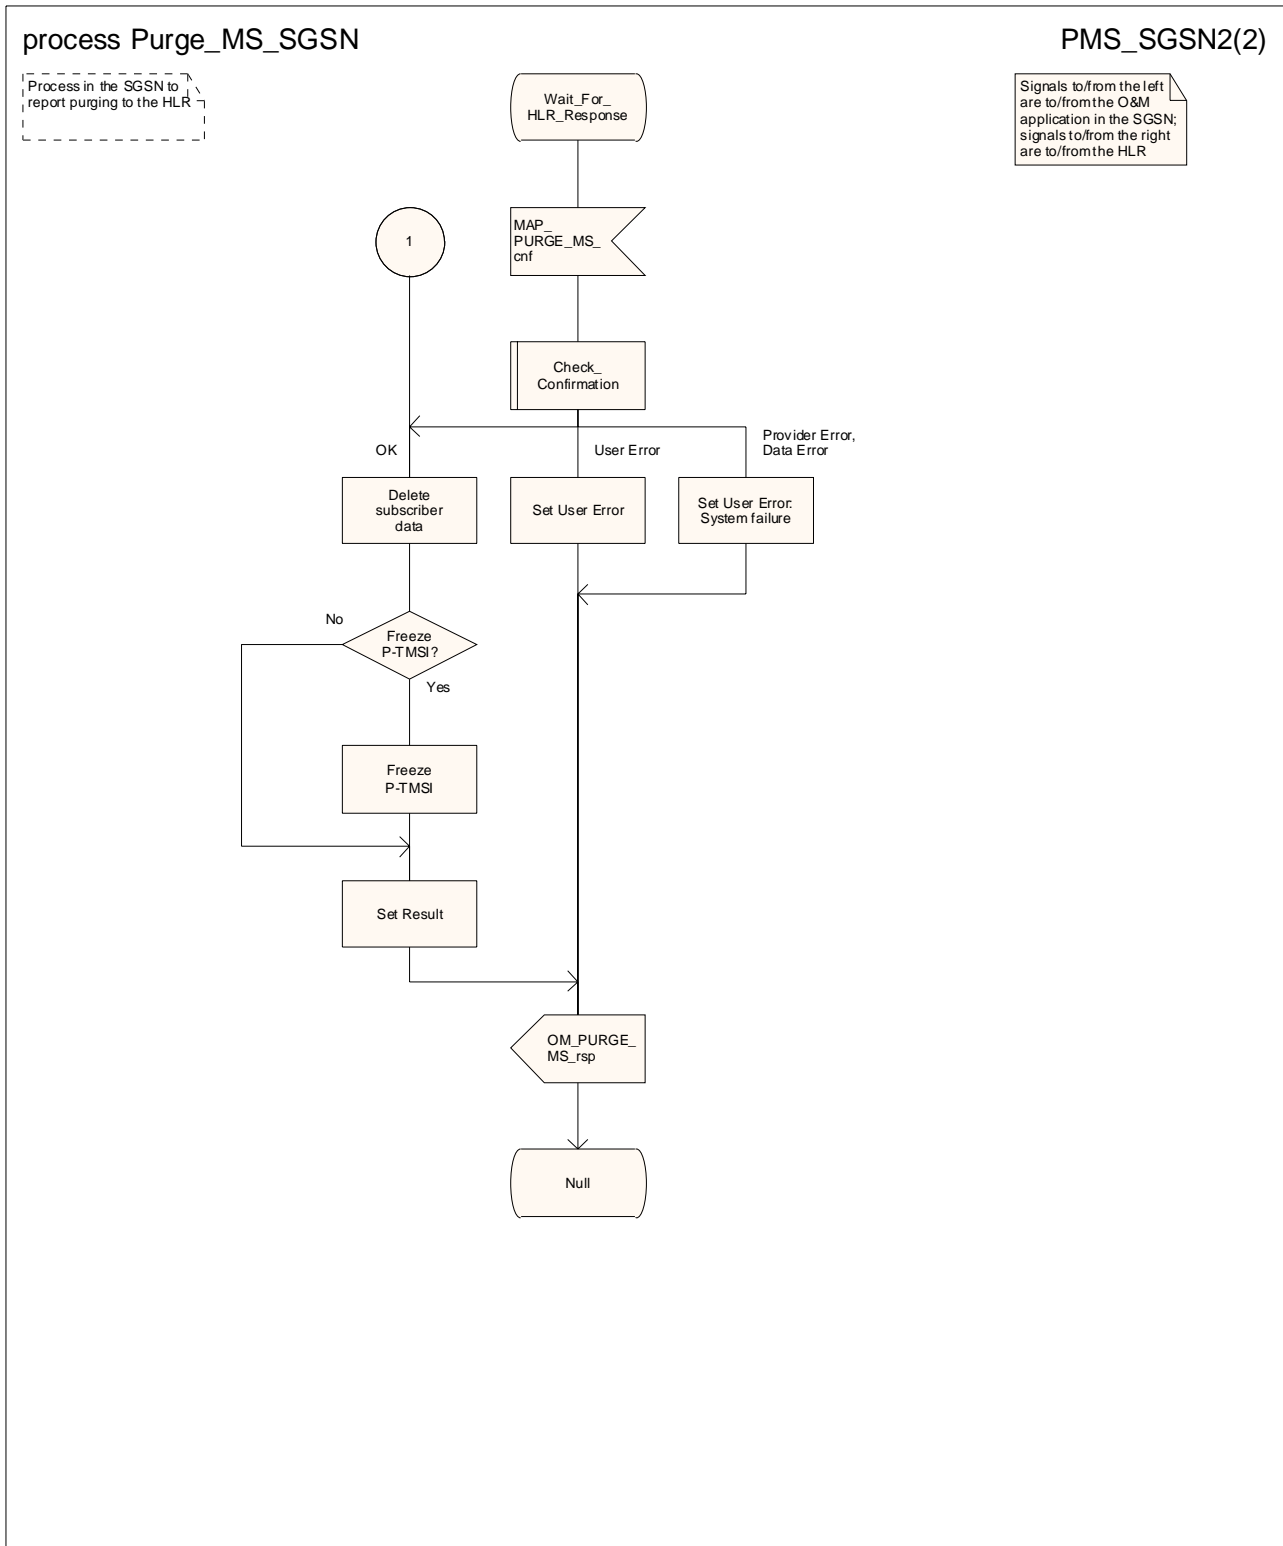 process Purge_MS_SGSN
PMS_SGSN2(2)
Process in the SGSN to
report purging to the HLR
Wait_For_
HLR_Response
Signals to/from the left
are to/from the O&M
application in the SGSN;
signals to/from the right
are to/from the HLR
1
MAP_
PURGE_MS_
cnf
Check_
Confirmation
OK
User Error
Provider Error,
Data Error
Delete
subscriber
data
Set User Error
Set User Error:
System failure
No
Freeze
P-TMSI?
Yes
Freeze
P-TMSI
Set Result
OM_PURGE_
MS_rsp
Null